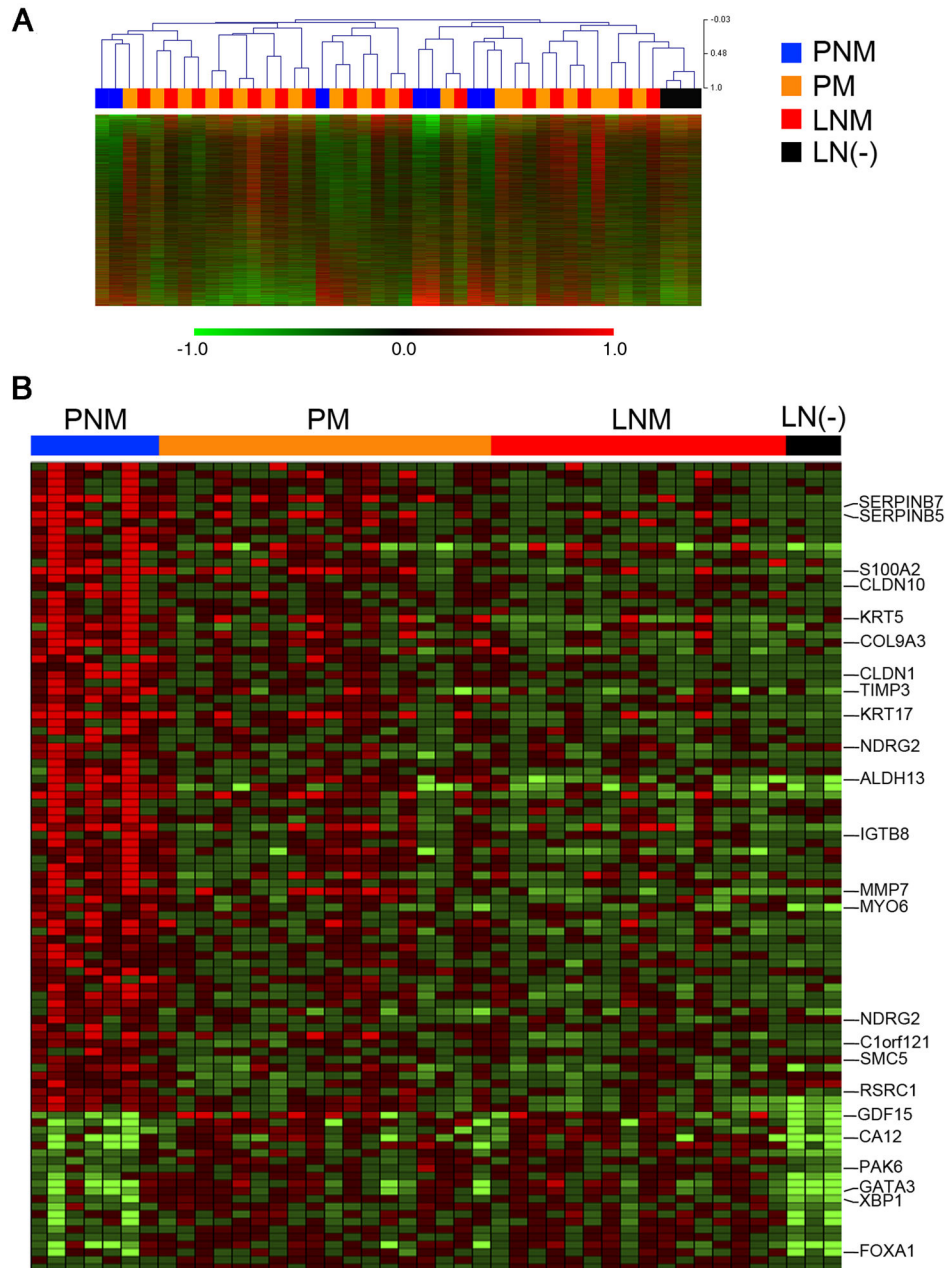 A
-0.03
0.48
1.0
PNM
PM
LNM
LN(-)
-1.0 0.0 1.0
B
PNM PM LNM LN(-)
SERPINB7
SERPINB5
S100A2
CLDN10
KRT5
COL9A3
CLDN1
TIMP3
KRT17
NDRG2
ALDH13
IGTB8
MMP7
MYO6
NDRG2
C1orf121
SMC5
RSRC1
GDF15
CA12
PAK6
GATA3
XBP1
FOXA1